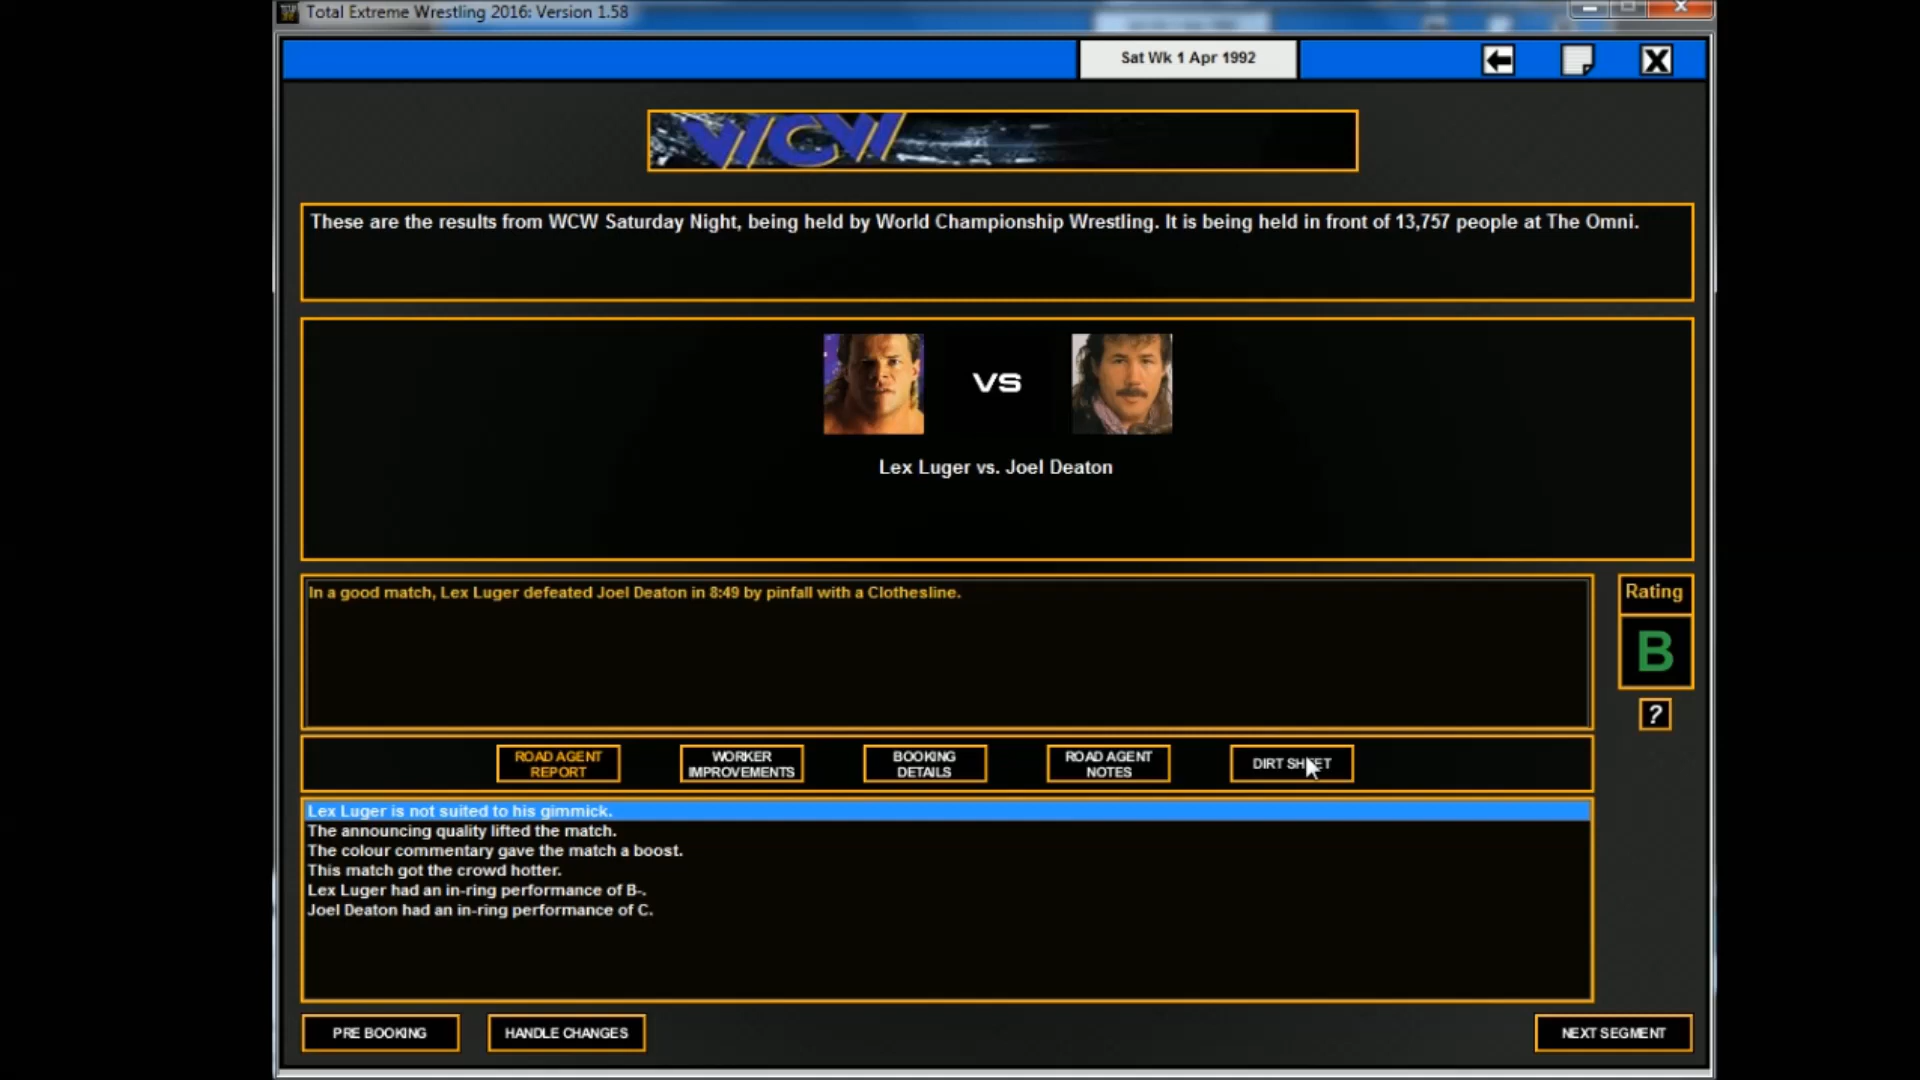 Total Extreme Wrestling 2016: Version 1.58
Sat Wk 1 Apr 1992
WCW
These are the results from WCW Saturday Night, being held by World Championship Wrestling. It is being held in front of 13,757 people at The Omni.
VS
Lex Luger vs. Joel Deaton
In a good match, Lex Luger defeated Joel Deaton in 8:49 by pinfall with a Clothesline.
Rating
B
?
ROAD AGENT
REPORT
WORKER
IMPROVEMENTS
BOOKING
DETAILS
ROAD AGENT
NOTES
DIRT SHEET
Lex Luger is not suited to his gimmick.
The announcing quality lifted the match.
The colour commentary gave the match a boost.
This match got the crowd hotter.
Lex Luger had an in-ring performance of B-.
Joel Deaton had an in-ring performance of C.
PRE BOOKING
HANDLE CHANGES
NEXT SEGMENT